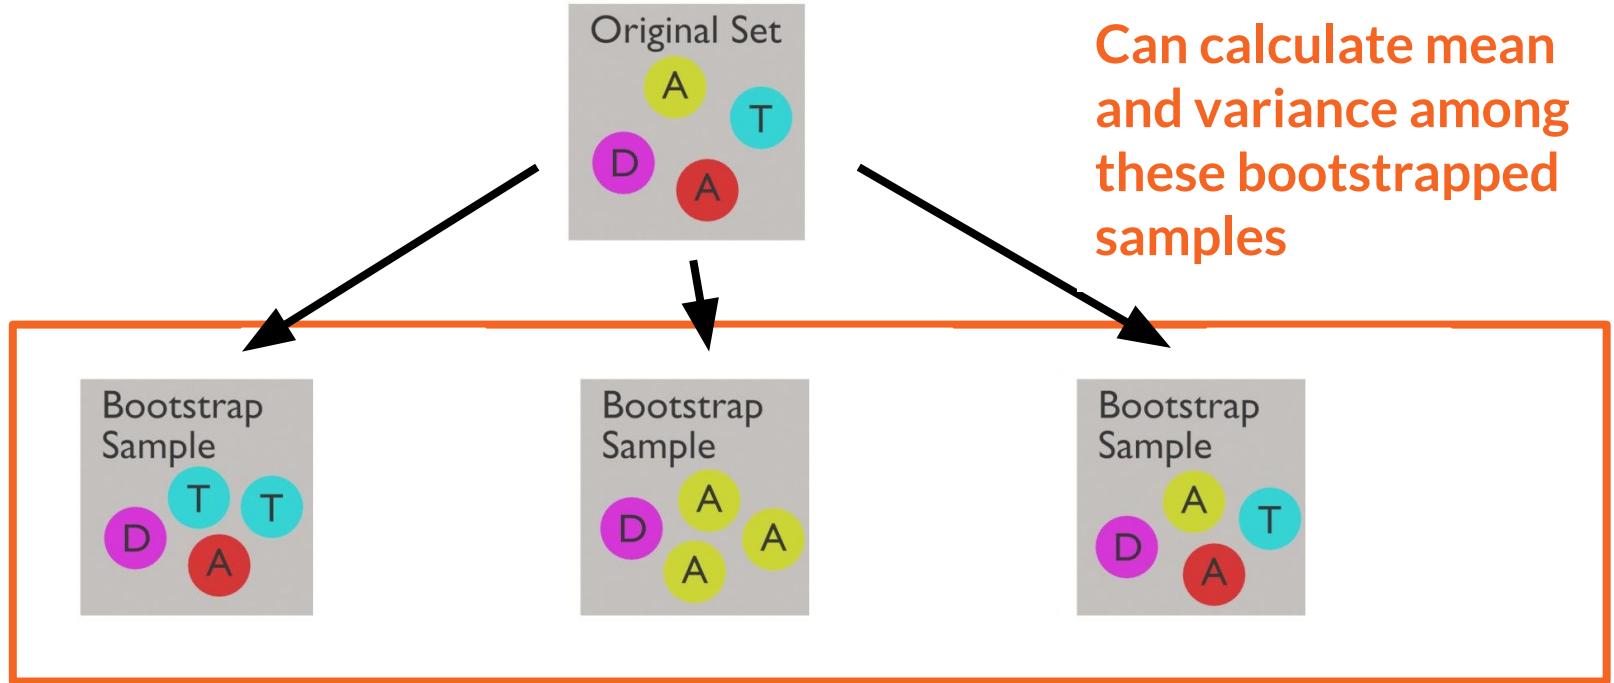 Original Set
A
T
D
A
Can calculate mean
and variance among
these bootstrapped
samples
Bootstrap
Sample
T
T
D
A
Bootstrap
Sample
A
D
A
A
Bootstrap
Sample
A
T
D
A